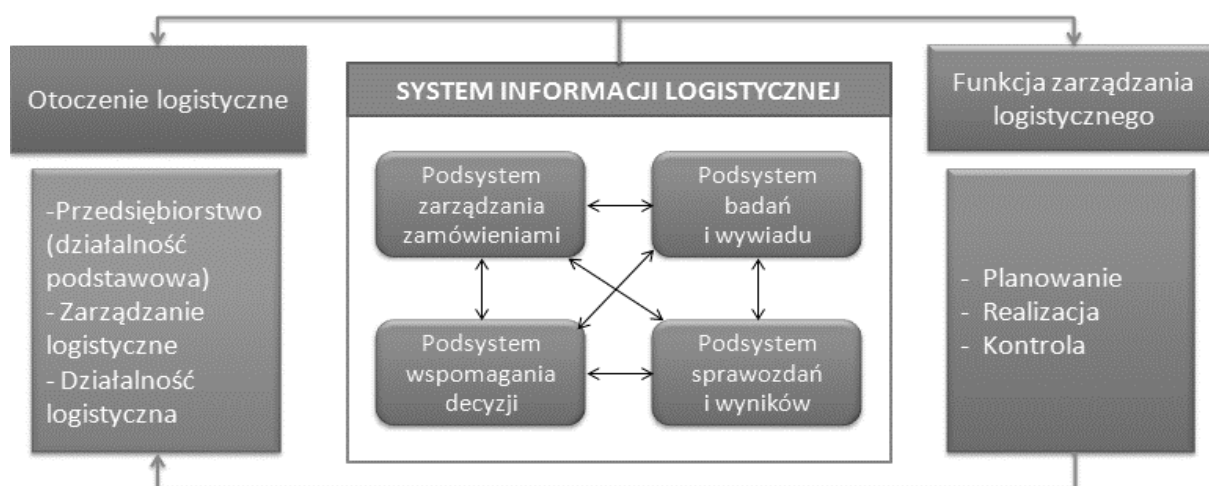 Otoczenie logistyczne
-Przedsiębiorstwo
(działalność
podstawowa)
- Zarządzanie
logistyczne
- Działalność
logistyczna
SYSTEM INFORMACJI LOGISTYCZNEJ
Podsystem
zarządzania
zamówieniami
Podsystem
badań
i wywiadu
Podsystem
wspomagania
decyzji
Podsystem
sprawozdań
i wyników
Funkcja zarządzania
logistycznego
- Planowanie
- Realizacja
- Kontrola